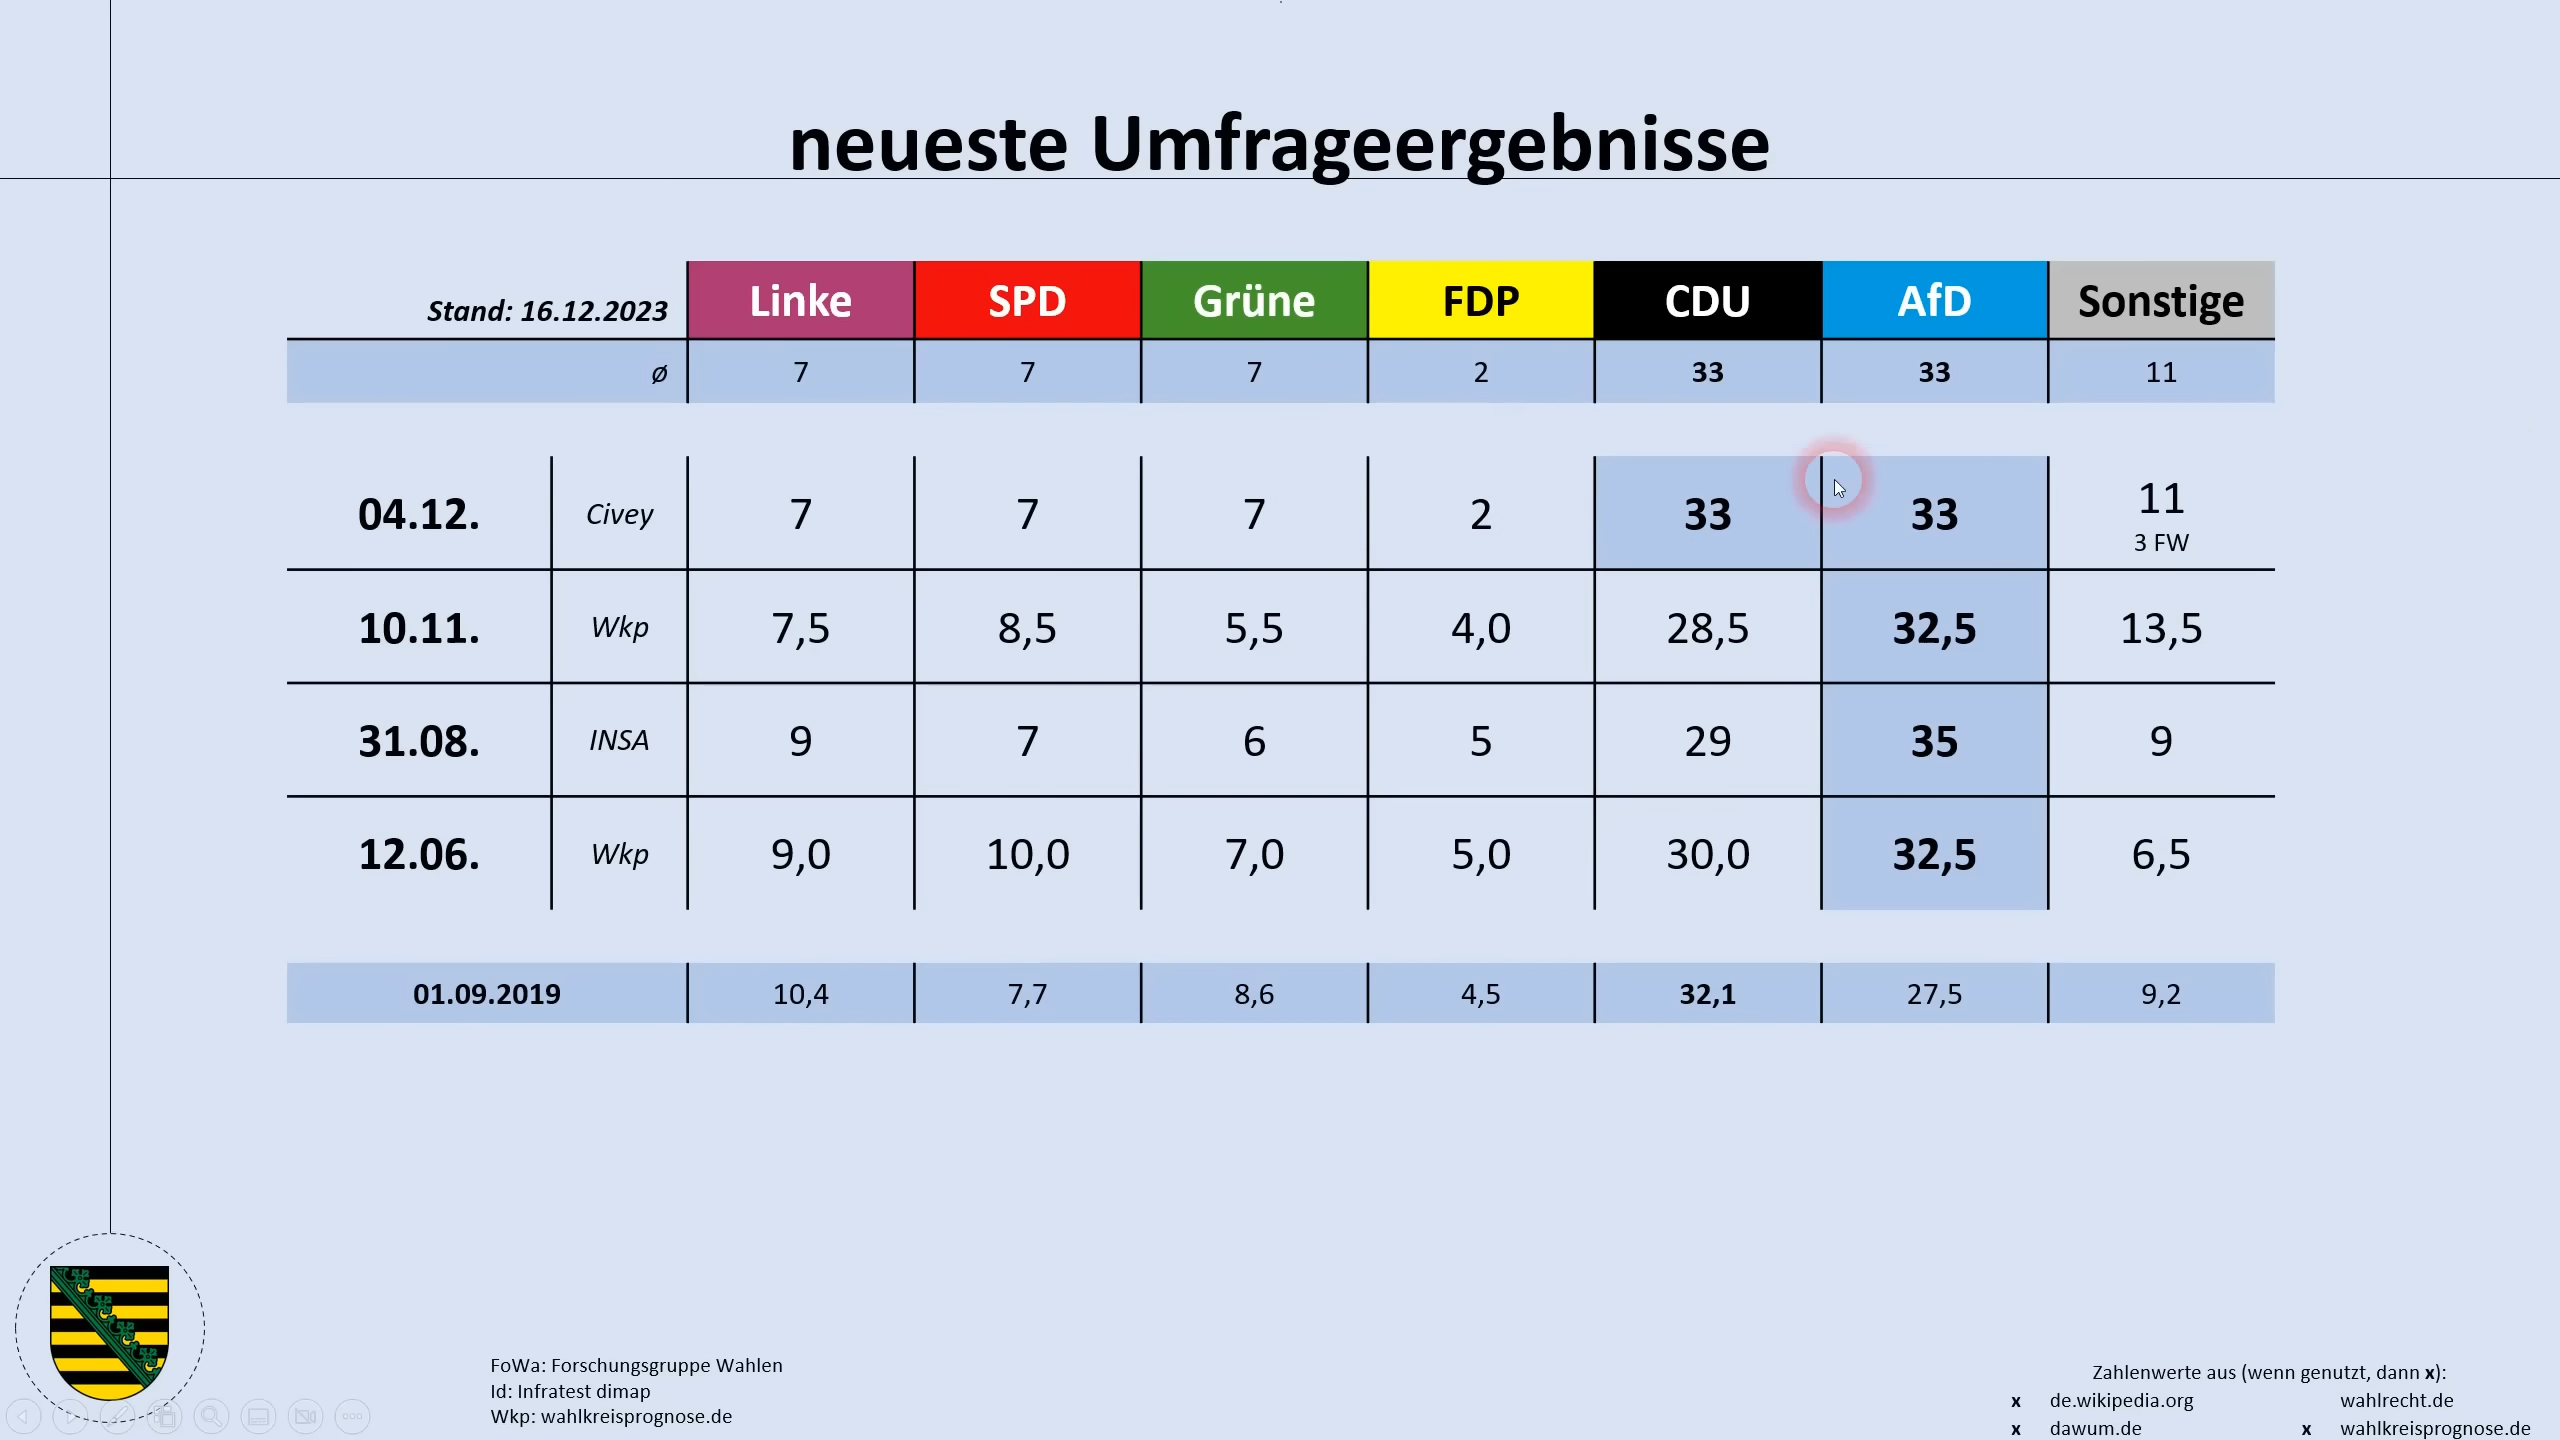 neueste Umfrageergebnisse
Stand: 16.12.2023 Linke SPD Grüne FDP CDU AfD Sonstige
ø 7 7 7 2 33 33 11
04.12. Civey 7 7 7 2 33 33 11
3 FW
10.11. Wkp 7,5 8,5 5,5 4,0 28,5 32,5 13,5
31.08. INSA 9 7 6 5 29 35 9
12.06. Wkp 9,0 10,0 7,0 5,0 30,0 32,5 6,5
01.09.2019 10,4 7,7 8,6 4,5 32,1 27,5 9,2
FoWa: Forschungsgruppe Wahlen
Id: Infratest dimap
Wkp: wahlkreisprognose.de
Zahlenwerte aus (wenn genutzt, dann x):
x de.wikipedia.org wahlrecht.de
x dawum.de x wahlkreisprognose.de